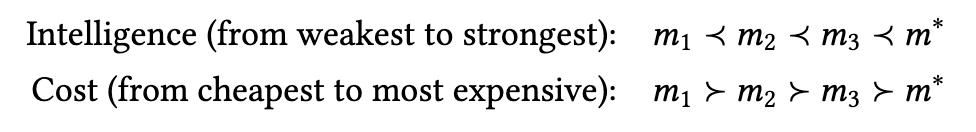 Intelligence (from weakest to strongest): m₁ ≺ m₂ ≺ m₃ ≺ m*
Cost (from cheapest to most expensive): m₁ ≻ m₂ ≻ m₃ ≻ m*